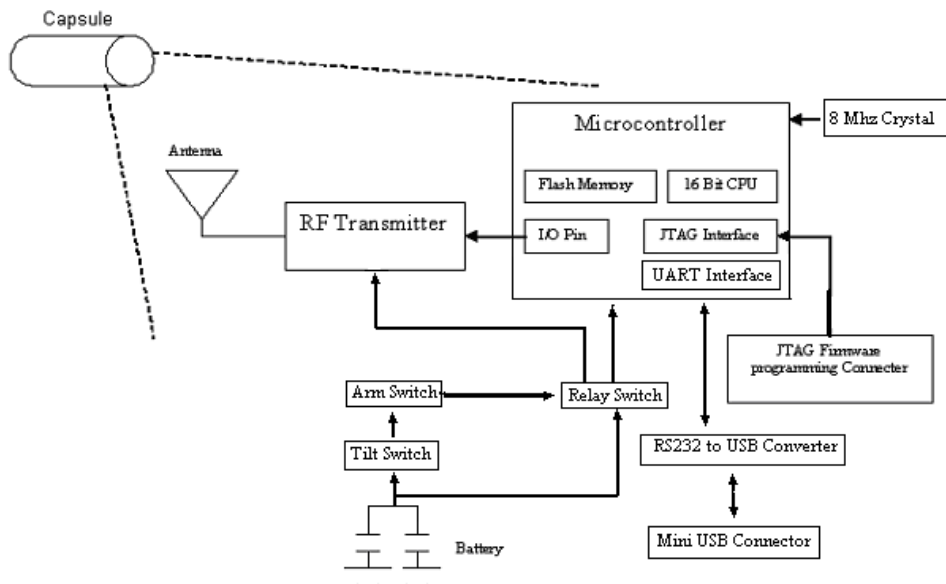 Capsule
Microcontroller
8 Mhz Crystal
Antenna
Flash Memory
16 Bit CPU
RF Transmitter
I/O Pin
JTAG Interface
UART Interface
JTAG Firmware
programming Connecter
Arm Switch
Relay Switch
Tilt Switch
RS232 to USB Converter
Battery
Mini USB Connector